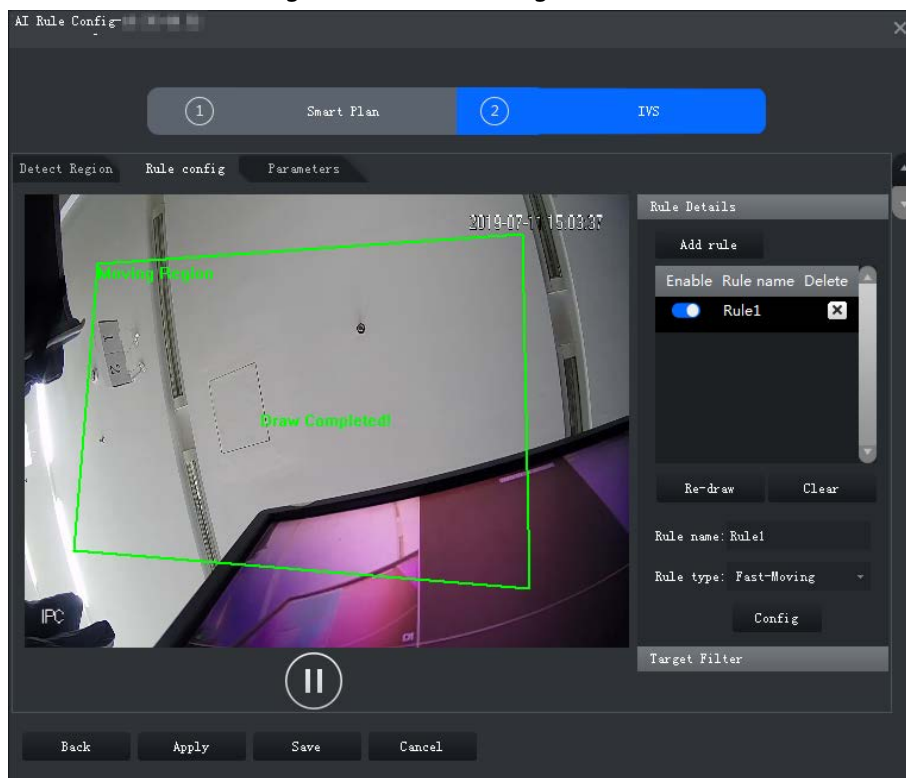 AI Rule Config-
1 Smart Plan 2 IVS
Detect Region Rule config Parameters
2019-07-11 15:03:37
Moving Region
Draw Completed!
IPC
Rule Details
Add rule
Enable Rule name Delete
Rule1
Re-draw Clear
Rule name: Rule1
Rule type: Fast-Moving
Config
Target Filter
Back Apply Save Cancel